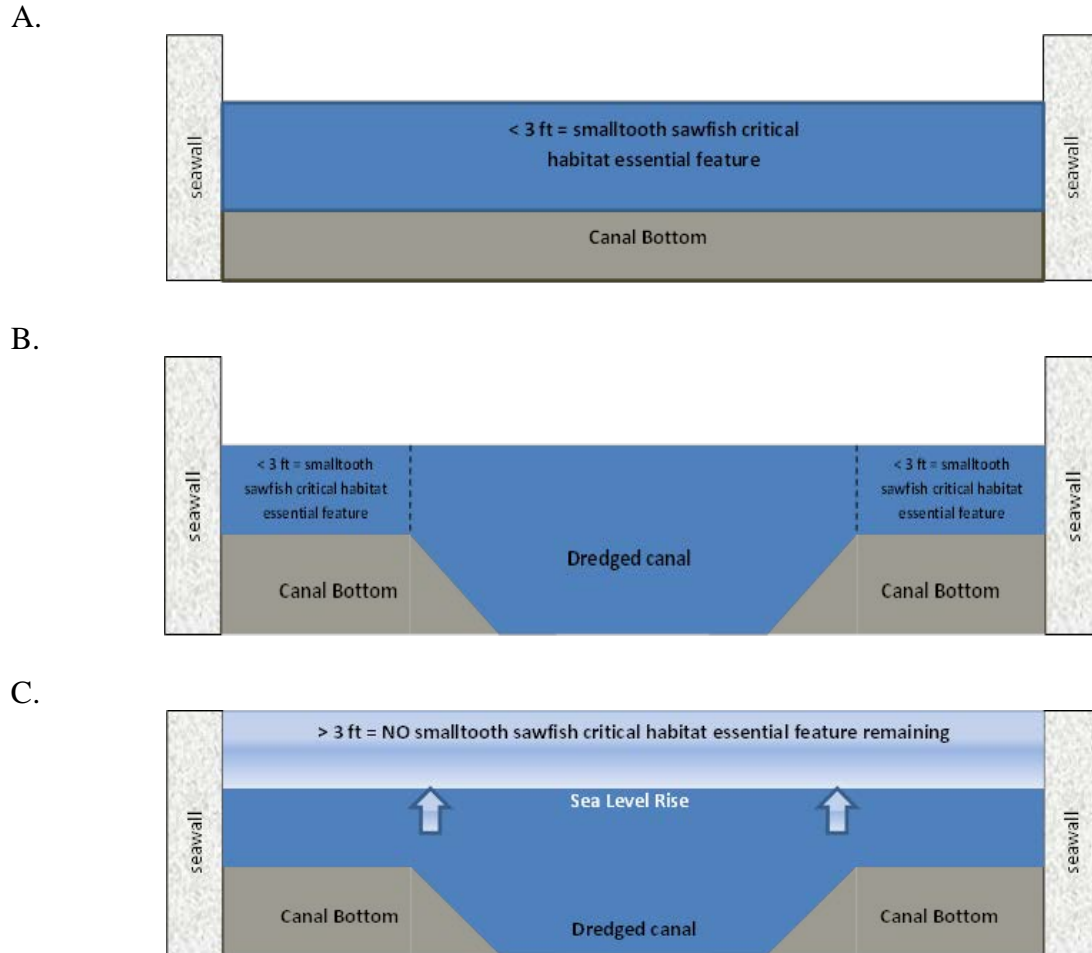 A.
seawall
< 3 ft = smalltooth sawfish critical
habitat essential feature
Canal Bottom
seawall
B.
seawall
< 3 ft = smalltooth
sawfish critical habitat
essential feature
Canal Bottom
Dredged canal
< 3 ft = smalltooth
sawfish critical habitat
essential feature
Canal Bottom
seawall
C.
seawall
> 3 ft = NO smalltooth sawfish critical habitat essential feature remaining
Sea Level Rise
Canal Bottom
Dredged canal
Canal Bottom
seawall